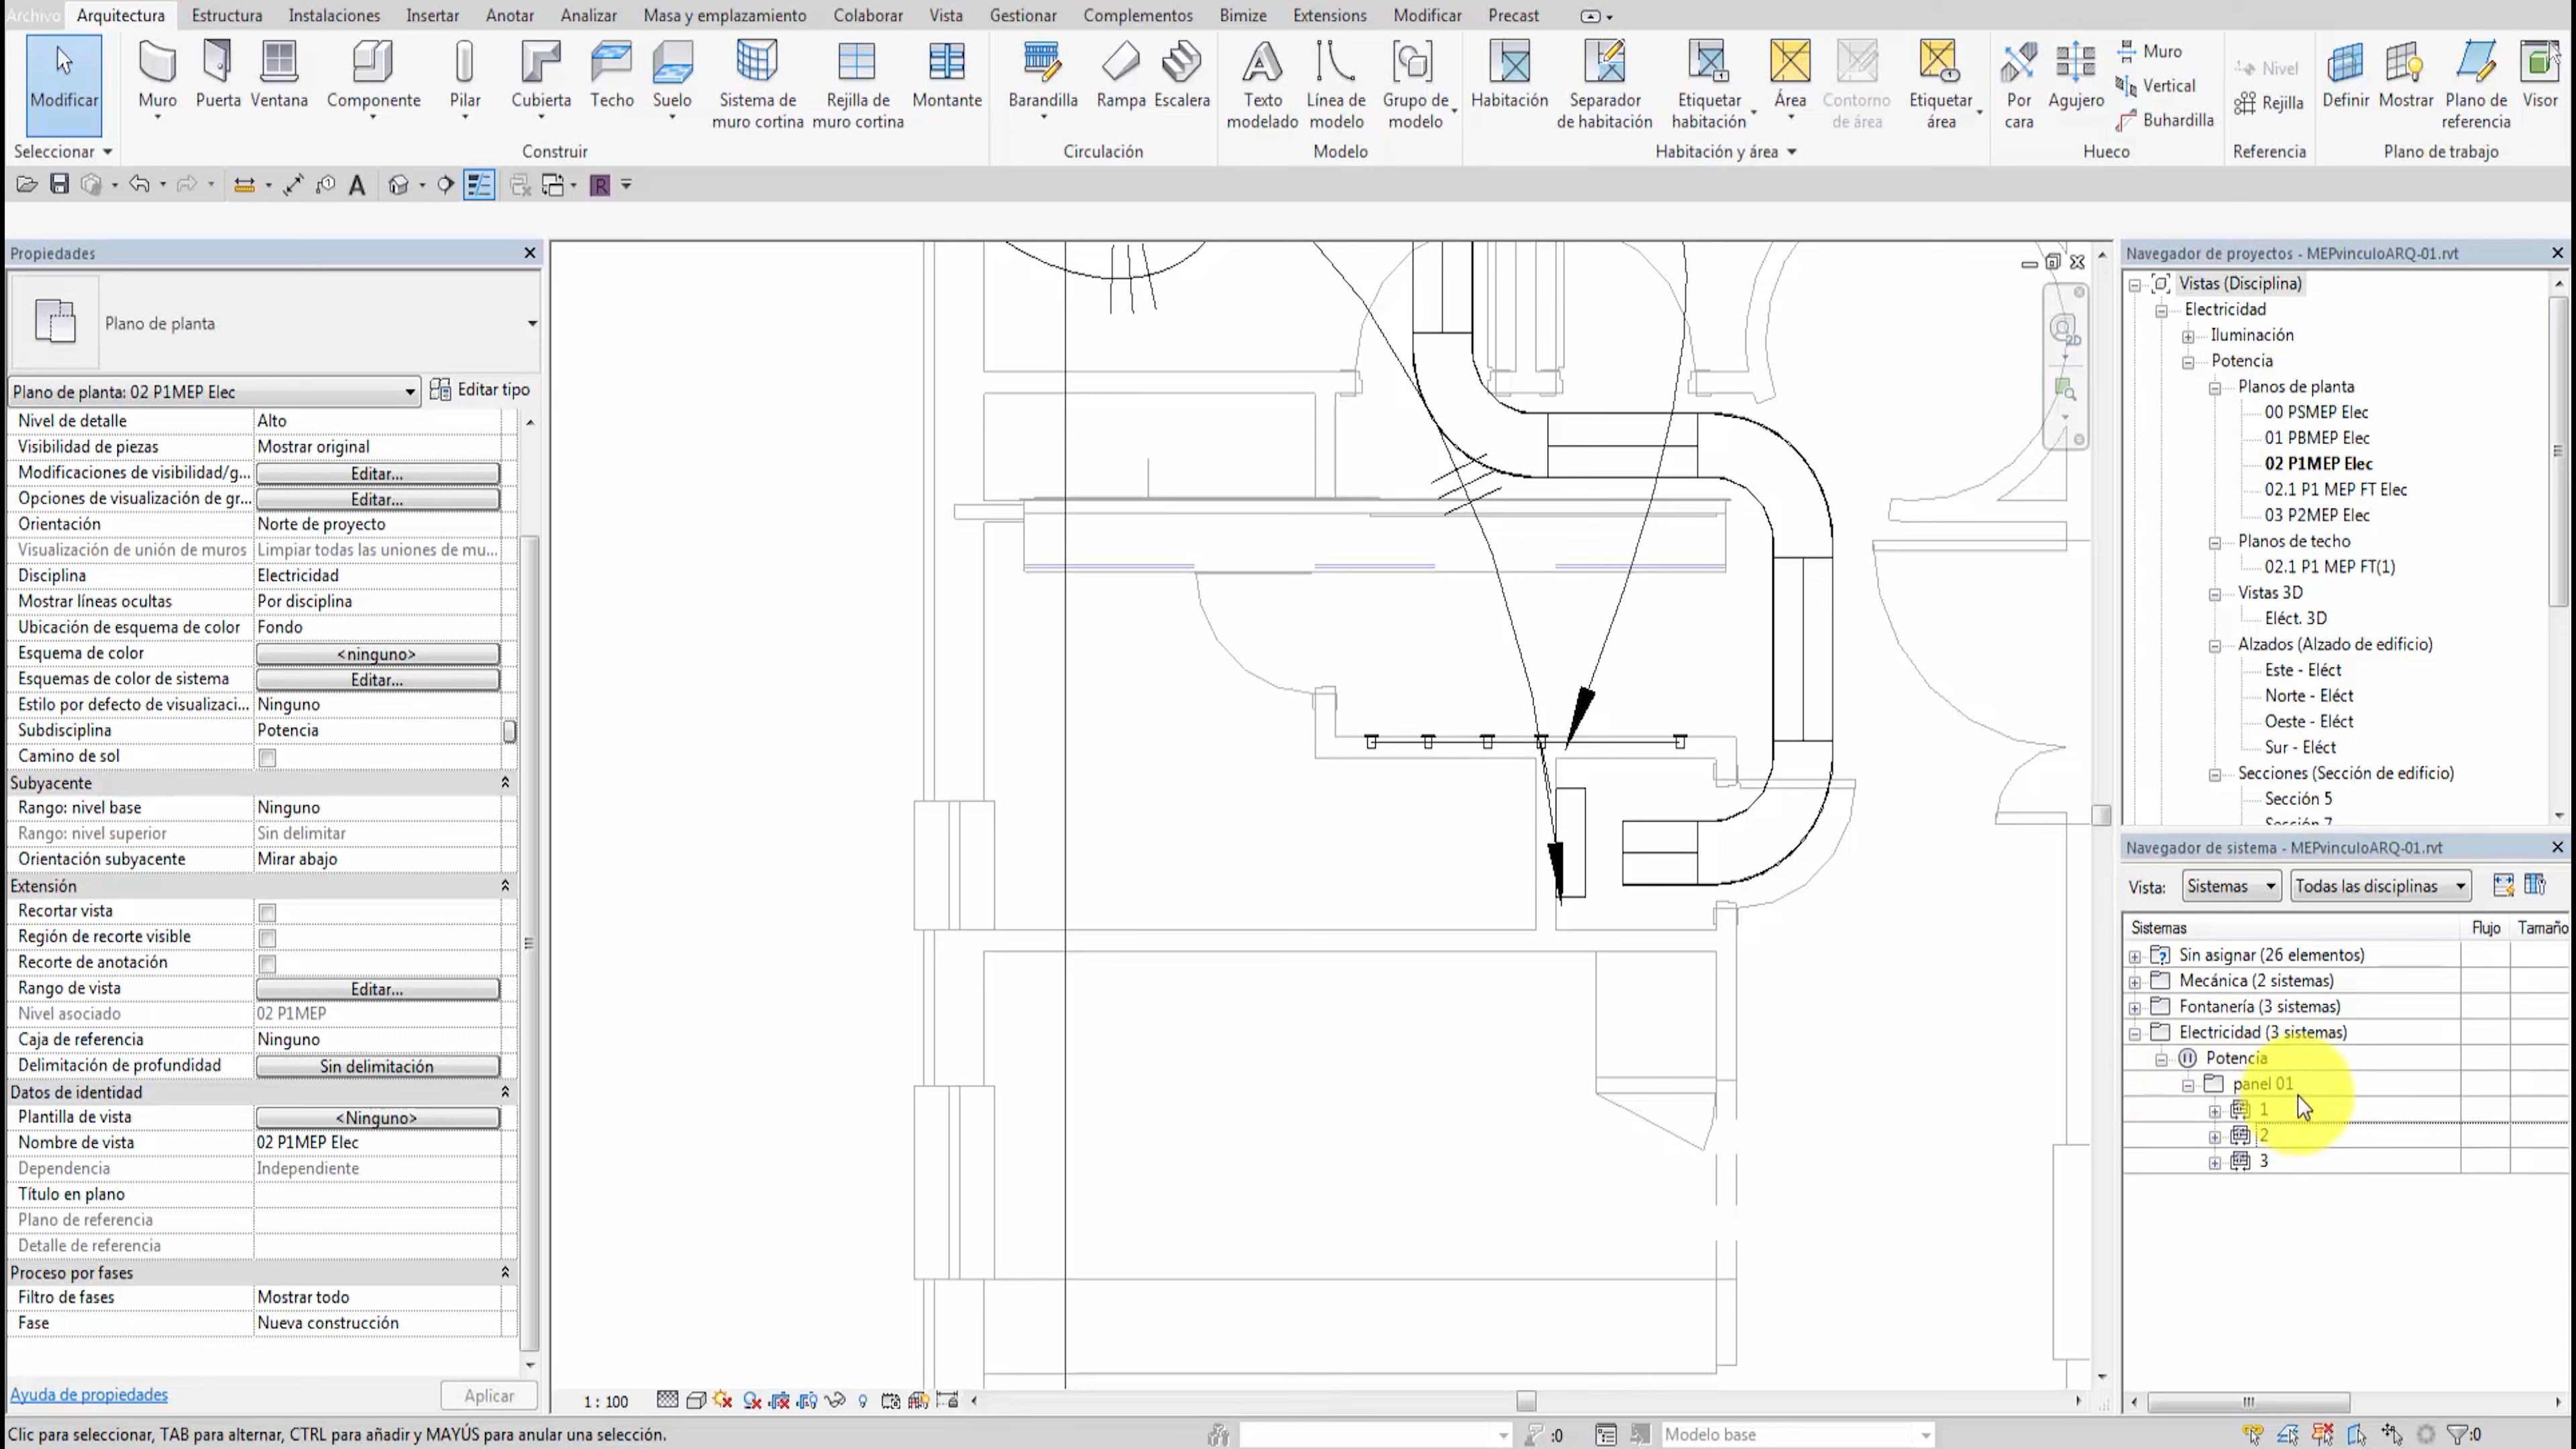 Archivo Arquitectura Estructura Instalaciones Insertar Anotar Analizar Masa y emplazamiento Colaborar Vista Gestionar Complementos Bimize Extensions Modificar Precast
Modificar Muro Puerta Ventana Componente Pilar Cubierta Techo Suelo Sistema de muro cortina Rejilla de muro cortina Montante Barandilla Rampa Escalera Texto modelado Línea de modelo Grupo de modelo Habitación Separador de habitación Etiquetar habitación Área Contorno de área Etiquetar área Por cara Agujero Muro Vertical Buhardilla Nivel Rejilla Definir Mostrar Plano de referencia Visor
Seleccionar Construir Circulación Modelo Habitación y área Hueco Referencia Plano de trabajo
A R
Propiedades
Plano de planta
Plano de planta: 02 P1MEP Elec Editar tipo
Nivel de detalle Alto
Visibilidad de piezas Mostrar original
Modificaciones de visibilidad/g... Editar...
Opciones de visualización de gr... Editar...
Orientación Norte de proyecto
Visualización de unión de muros Limpiar todas las uniones de mu...
Disciplina Electricidad
Mostrar líneas ocultas Por disciplina
Ubicación de esquema de color Fondo
Esquema de color <ninguno>
Esquemas de color de sistema Editar...
Estilo por defecto de visualizaci... Ninguno
Subdisciplina Potencia
Camino de sol
Subyacente
Rango: nivel base Ninguno
Rango: nivel superior Sin delimitar
Orientación subyacente Mirar abajo
Extensión
Recortar vista
Región de recorte visible
Recorte de anotación
Rango de vista Editar...
Nivel asociado 02 P1MEP
Caja de referencia Ninguno
Delimitación de profundidad Sin delimitación
Datos de identidad
Plantilla de vista <Ninguno>
Nombre de vista 02 P1MEP Elec
Dependencia Independiente
Título en plano
Plano de referencia
Detalle de referencia
Proceso por fases
Filtro de fases Mostrar todo
Fase Nueva construcción
Ayuda de propiedades Aplicar
2D
1 : 100
Navegador de proyectos - MEPvinculoARQ-01.rvt
Vistas (Disciplina)
Electricidad
Iluminación
Potencia
Planos de planta
00 PSMEP Elec
01 PBMEP Elec
02 P1MEP Elec
02.1 P1 MEP FT Elec
03 P2MEP Elec
Planos de techo
02.1 P1 MEP FT(1)
Vistas 3D
Eléct. 3D
Alzados (Alzado de edificio)
Este - Eléct
Norte - Eléct
Oeste - Eléct
Sur - Eléct
Secciones (Sección de edificio)
Sección 5
Sección 7
Navegador de sistema - MEPvinculoARQ-01.rvt
Vista: Sistemas Todas las disciplinas
Sistemas Flujo Tamaño
Sin asignar (26 elementos)
Mecánica (2 sistemas)
Fontanería (3 sistemas)
Electricidad (3 sistemas)
Potencia
panel 01
1
2
3
Clic para seleccionar, TAB para alternar, CTRL para añadir y MAYÚS para anular una selección. :0 Modelo base :0